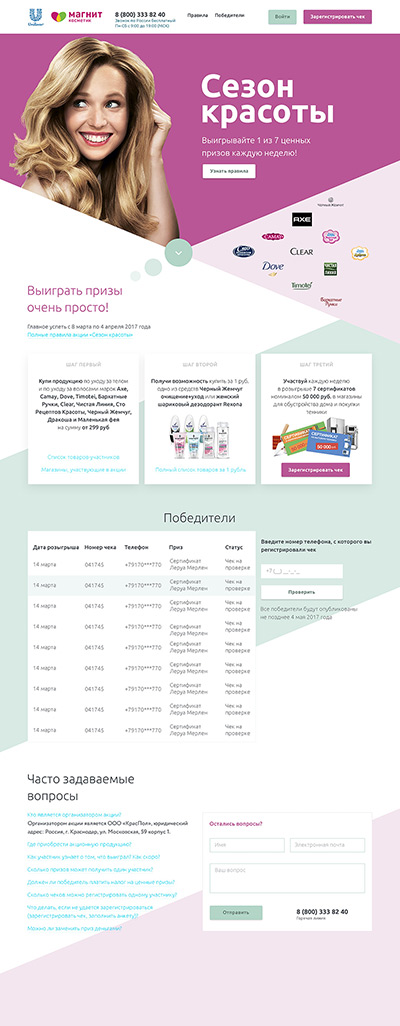 Unilever
МАГНИТ
КОСМЕТИК
8 (800) 333 82 40
Звонок по России бесплатный
Пн-Сб с 9:00 до 19:00 (МСК)
Правила
Победители
Войти
Зарегистрировать чек
Сезон
красоты
Выигрывайте 1 из 7 ценных
призов каждую неделю!
Узнать правила
ЧЕРНЫЙ ЖЕМЧУГ
AXE
CAMAY
CLEAR
Dove
ЧИСТАЯ
ЛИНИЯ
Timotei
Бархатные
Ручки
Выиграть призы
очень просто!
Главное успеть с 8 марта по 4 апреля 2017 года
Полные правила акции «Сезон красоты»
ШАГ ПЕРВЫЙ
Купи продукцию по уходу за телом
и по уходу за волосами марок Axe,
Camay, Dove, Timotei, Бархатные
Ручки, Clear, Чистая Линия, Сто
Рецептов Красоты, Черный Жемчуг,
Дракоша и Маленькая фея
на сумму от 299 руб
Список товаров участников
Магазины, участвующие в акции
ШАГ ВТОРОЙ
Получи возможность купить за 1 руб.
одно из средств Черный Жемчуг
очищение+уход или женский
шариковый дезодорант Rexona
Полный список товаров за 1 рубль
ШАГ ТРЕТИЙ
Участвуй каждую неделю
в розыгрыше 7 сертификатов
номиналом 50 000 руб. в магазины
для обустройства дома и покупки
техники
СЕРТИФИКАТ
СЕРТИФИКАТ
50 000
Зарегистрировать чек
Победители
Дата розыгрыша Номер чека Телефон Приз Статус
14 марта 041745 +79170***770 Сертификат Леруа Мерлен Чек на проверке
14 марта 041745 +79170***770 Сертификат Леруа Мерлен Чек на проверке
14 марта 041745 +79170***770 Сертификат Леруа Мерлен Чек на проверке
14 марта 041745 +79170***770 Сертификат Леруа Мерлен Чек на проверке
14 марта 041745 +79170***770 Сертификат Леруа Мерлен Чек на проверке
14 марта 041745 +79170***770 Сертификат Леруа Мерлен Чек на проверке
14 марта 041745 +79170***770 Сертификат Леруа Мерлен Чек на проверке
14 марта 041745 +79170***770 Сертификат Леруа Мерлен Чек на проверке
14 марта 041745 +79170***770 Сертификат Леруа Мерлен Чек на проверке
Введите номер телефона, с которого вы
регистрировали чек
+7 (__) __-_-_
Проверить
Все победители будут опубликованы
не позднее 4 мая 2017 года
Часто задаваемые
вопросы
Кто является организатором акции?
Организатором акции является ООО «КрасПол», юридический
адрес: Россия, г. Краснодар, ул. Московская, 59 корпус 1.
Где приобрести акционную продукцию?
Как участник узнает о том, что выиграл? Как скоро?
Сколько призов может получить один участник?
Должен ли победитель платить налог на ценные призы?
Сколько чеков можно регистрировать одному участнику?
Что делать, если не удается зарегистрироваться
(зарегистрировать чек, заполнить анкету)?
Можно ли заменить приз деньгами?
Остались вопросы?
Имя
Электронная почта
Ваш вопрос
Отправить
8 (800) 333 82 40
Горячая линия